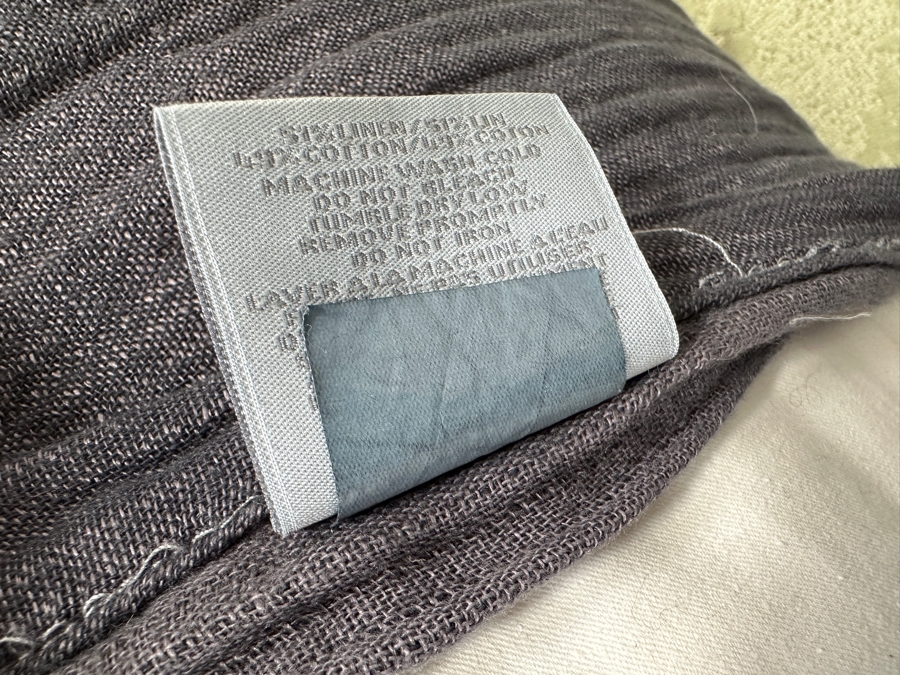 51% LINEN/51% LIN
49% COTTON/49% COTON
MACHINE WASH COLD
DO NOT BLEACH
TUMBLE DRY LOW
REMOVE PROMPTLY
DO NOT IRON
LAVER A LA MACHINE A L'EAU
UTILISER